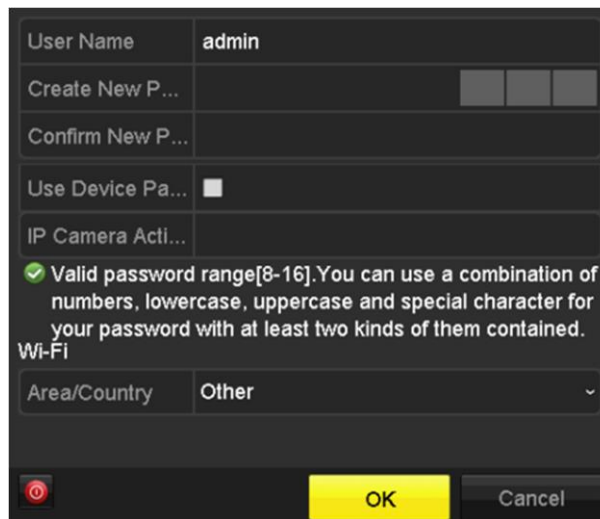 User Name admin
Create New P...
Confirm New P...
Use Device Pa...
IP Camera Acti...
Valid password range[8-16].You can use a combination of
numbers, lowercase, uppercase and special character for
your password with at least two kinds of them contained.
Wi-Fi
Area/Country Other
OK Cancel